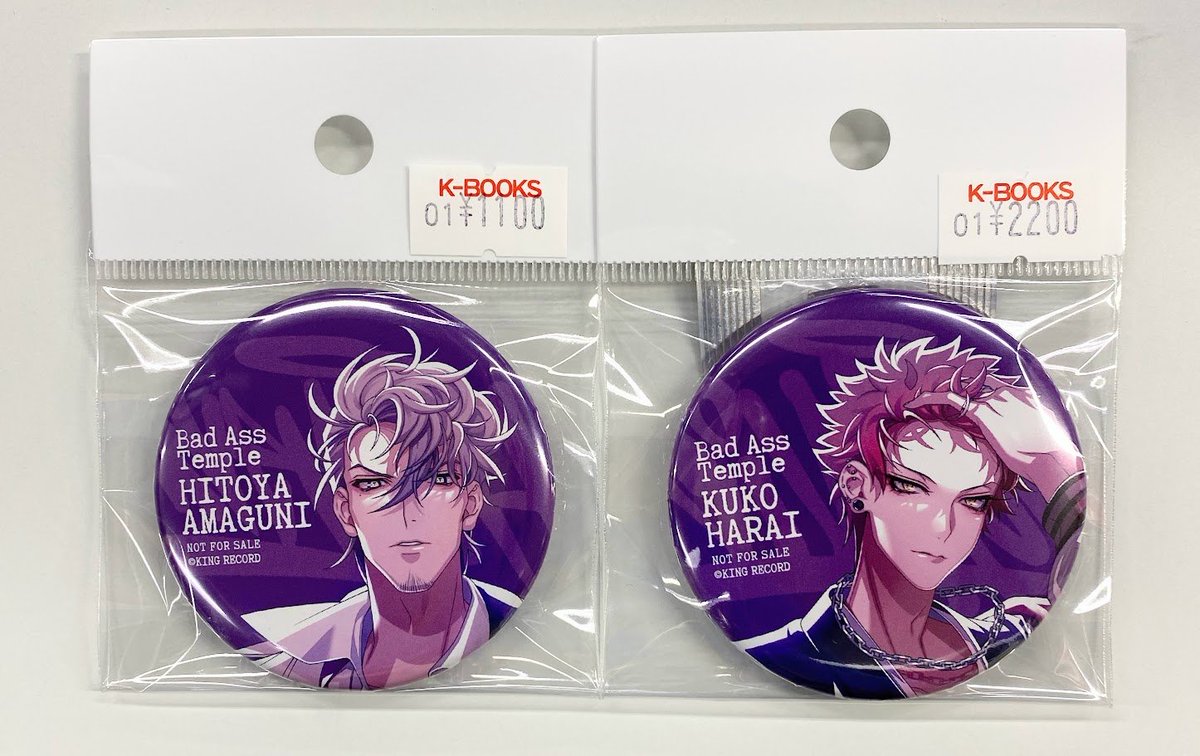 K-BOOKS
01¥1100
K-BOOKS
01¥2200
Bad Ass
Temple
HITOYA
AMAGUNI
NOT FOR SALE
©KING RECORD
Bad Ass
Temple
KUKO
HARAI
NOT FOR SALE
©KING RECORD